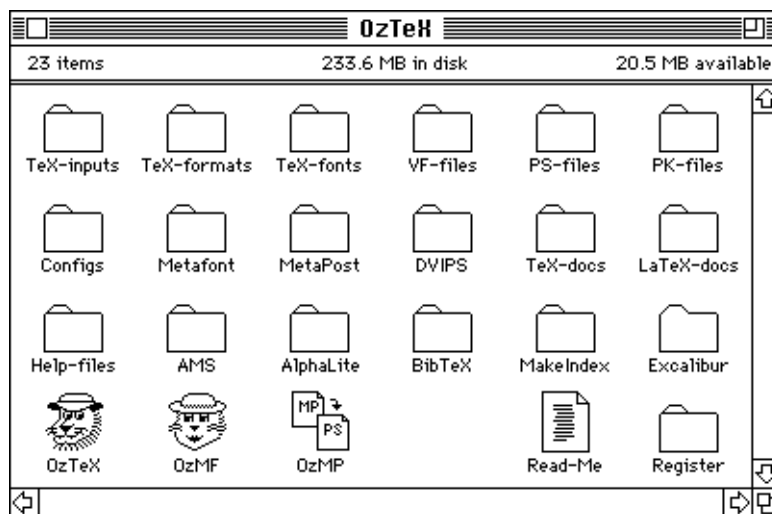 OzTeX
23 items 233.6 MB in disk 20.5 MB available
TeX-inputs TeX-formats TeX-fonts VF-files PS-files PK-files
Configs Metafont MetaPost DVIPS TeX-docs LaTeX-docs
Help-files AMS AlphaLite BibTeX MakeIndex Excalibur
MP
PS
OzTeX OzMF OzMP Read-Me Register